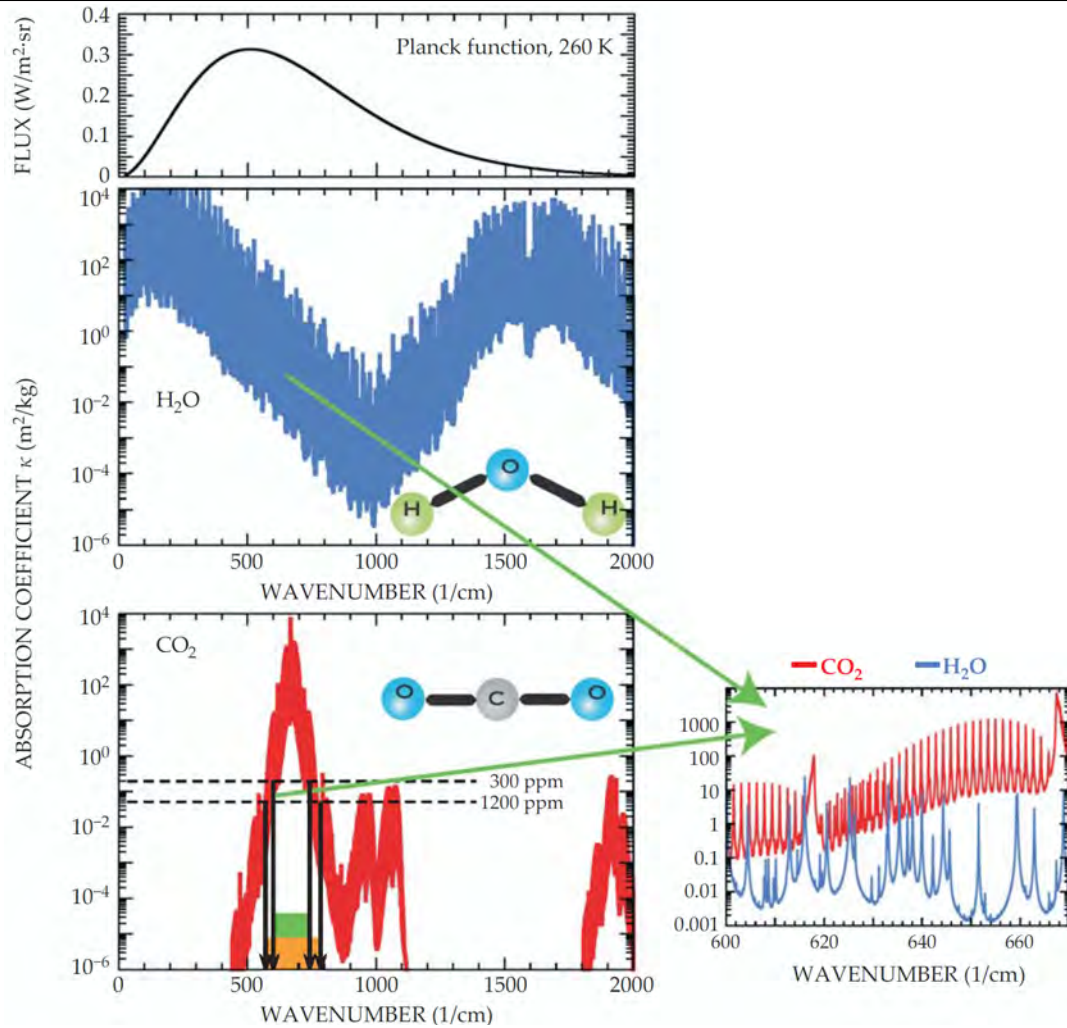 FLUX (W/m²·sr)
0.4
0.3
0.2
0.1
0
Planck function, 260 K
ABSORPTION COEFFICIENT κ (m²/kg)
10⁴
10²
10⁰
10⁻²
10⁻⁴
10⁻⁶
H₂O
H
O
H
0 500 1000 1500 2000
WAVENUMBER (1/cm)
10⁴
10²
10⁰
10⁻²
10⁻⁴
10⁻⁶
CO₂
O
C
O
300 ppm
1200 ppm
0 500 1000 1500 2000
WAVENUMBER (1/cm)
CO₂ H₂O
1000
100
10
1
0.1
0.01
0.001
600 620 640 660
WAVENUMBER (1/cm)